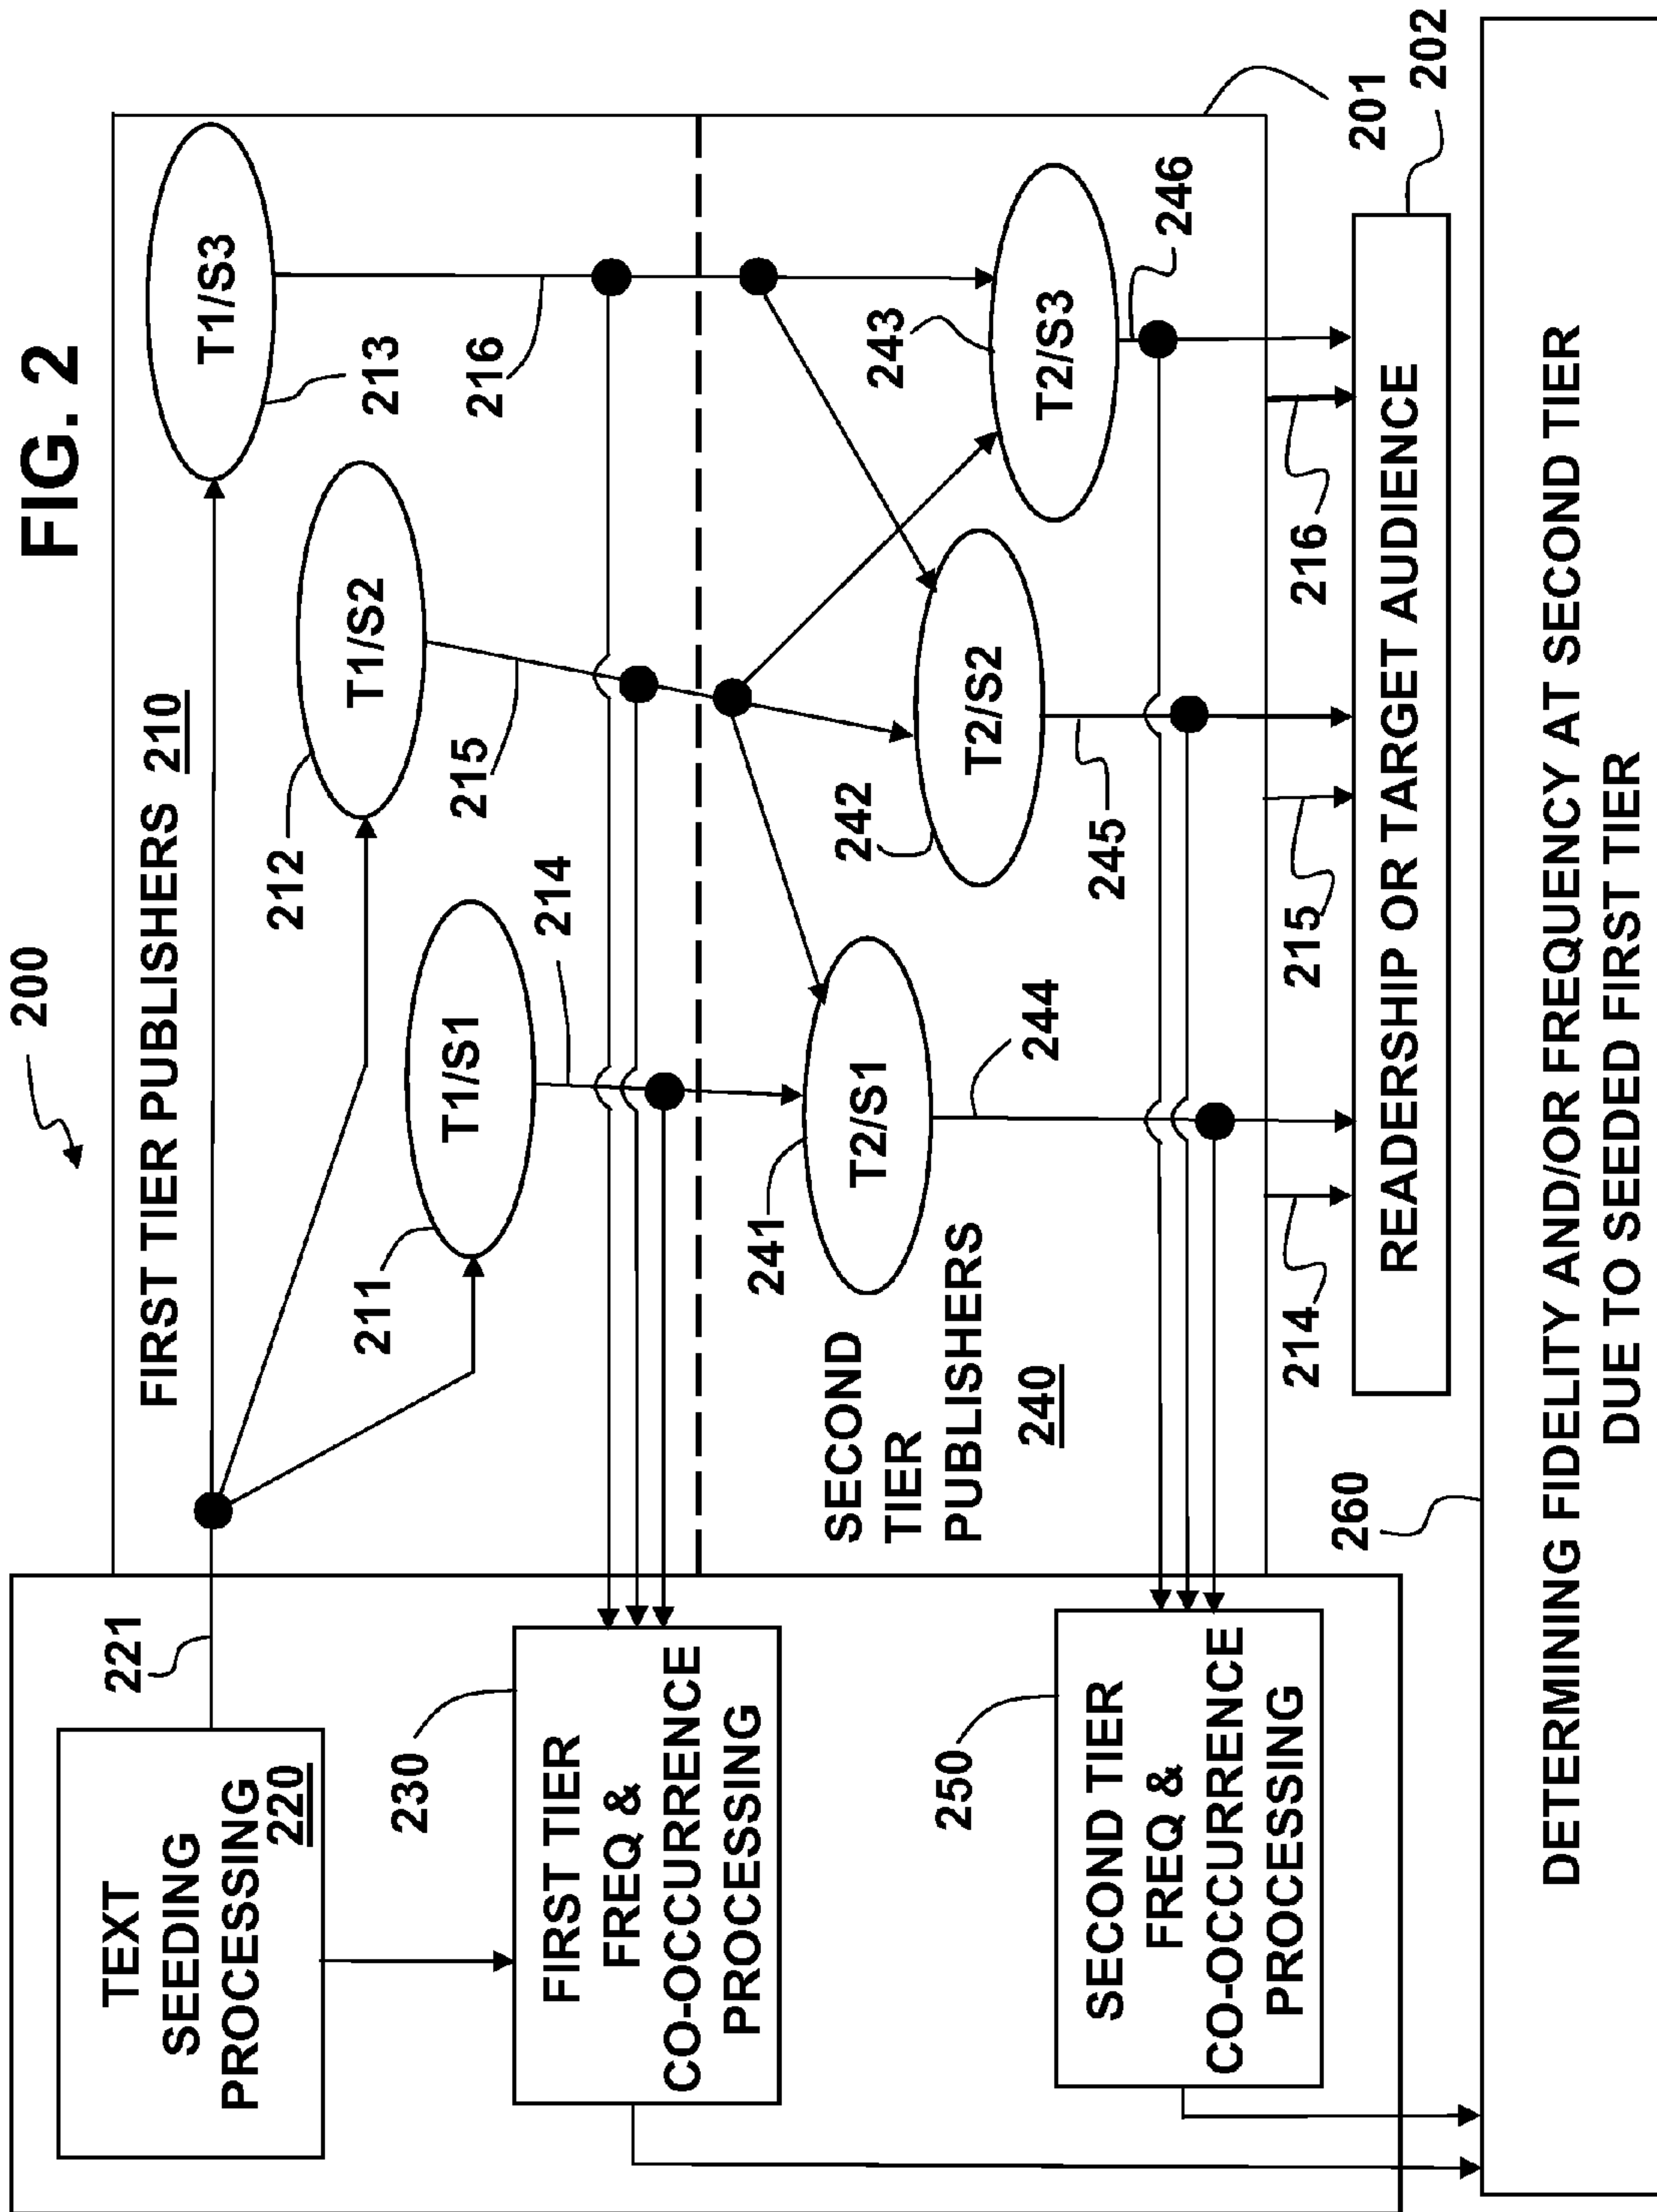 FIG. 2
200
FIRST TIER PUBLISHERS 210
TEXT
SEEDING
PROCESSING
220
221
T1/S1
211
214
T1/S2
212
215
T1/S3
213
216
230
FIRST TIER
FREQ &
CO-OCCURRENCE
PROCESSING
SECOND
TIER
PUBLISHERS
240
T2/S1
241
244
T2/S2
242
245
T2/S3
243
246
250
SECOND TIER
FREQ &
CO-OCCURRENCE
PROCESSING
214
215
216
201
202
READERSHIP OR TARGET AUDIENCE
260
DETERMINING FIDELITY AND/OR FREQUENCY AT SECOND TIER
DUE TO SEEDED FIRST TIER